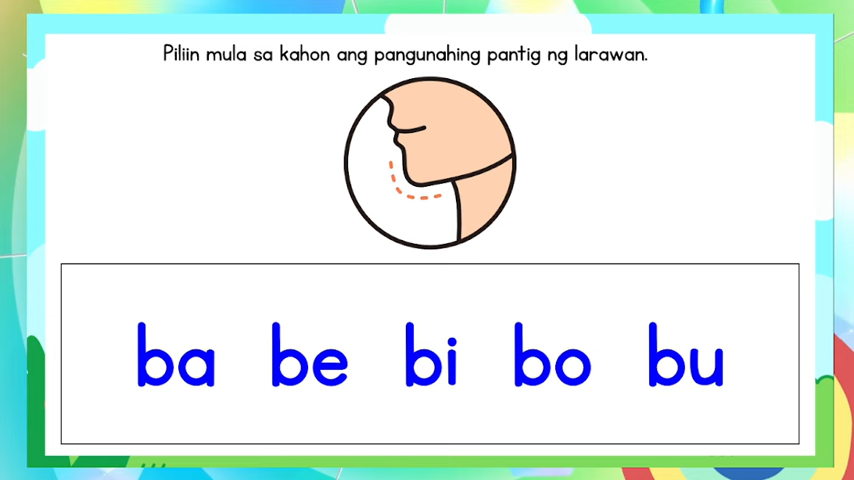 Piliin mula sa kahon ang pangunahing pantig ng larawan.
ba be bi bo bu